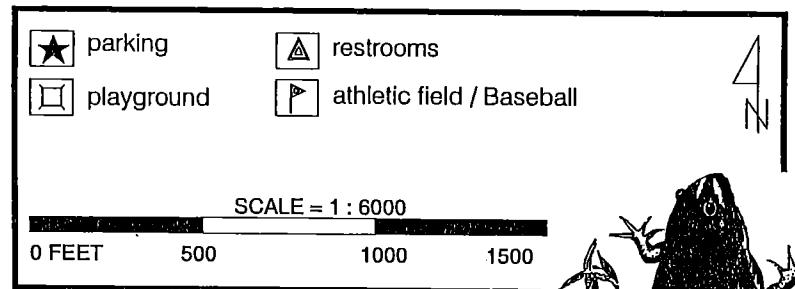 parking
restrooms
playground
athletic field / Baseball
N
SCALE = 1 : 6000
0 FEET 500 1000 1500